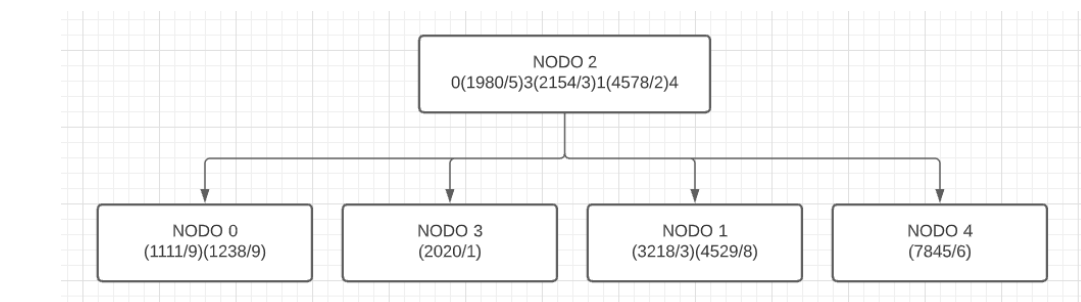 NODO 2
0(1980/5)3(2154/3)1(4578/2)4
NODO 0
(1111/9)(1238/9)
NODO 3
(2020/1)
NODO 1
(3218/3)(4529/8)
NODO 4
(7845/6)